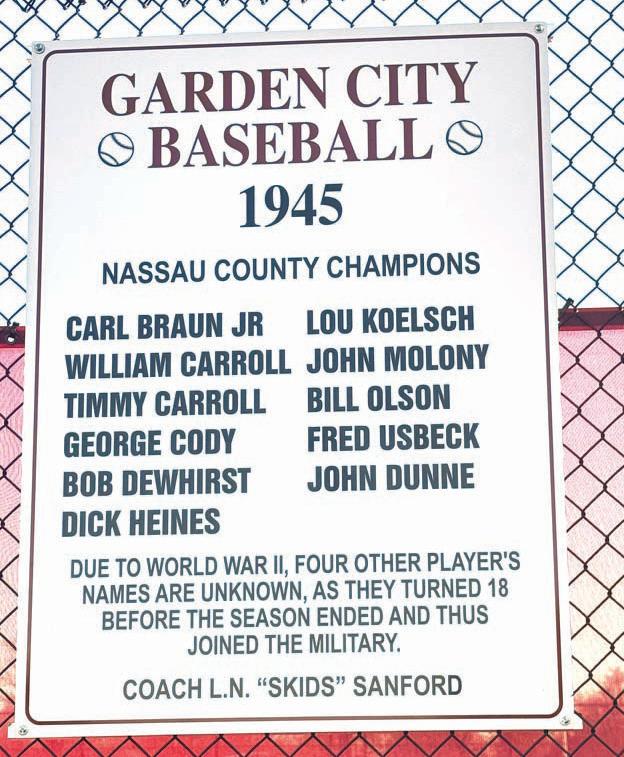 GARDEN CITY
BASEBALL
1945
NASSAU COUNTY CHAMPIONS
CARL BRAUN JR
WILLIAM CARROLL
TIMMY CARROLL
GEORGE CODY
BOB DEWHIRST
DICK HEINES
LOU KOELSCH
JOHN MOLONY
BILL OLSON
FRED USBECK
JOHN DUNNE
DUE TO WORLD WAR II, FOUR OTHER PLAYER'S
NAMES ARE UNKNOWN, AS THEY TURNED 18
BEFORE THE SEASON ENDED AND THUS
JOINED THE MILITARY.
COACH L.N. “SKIDS” SANFORD